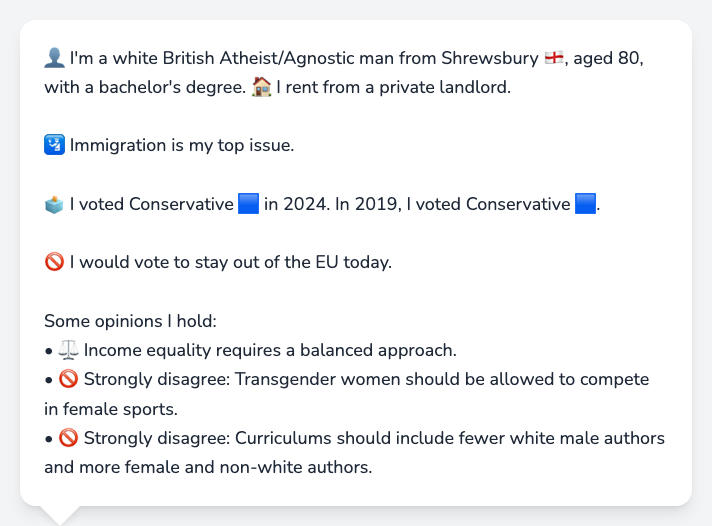 👤 I'm a white British Atheist/Agnostic man from Shrewsbury 🏴󠁧󠁢󠁥󠁮󠁧󠁿, aged 80,
with a bachelor's degree. 🏠 I rent from a private landlord.
🛂 Immigration is my top issue.
🗳️ I voted Conservative 🟦 in 2024. In 2019, I voted Conservative 🟦.
🚫 I would vote to stay out of the EU today.
Some opinions I hold:
• ⚖️ Income equality requires a balanced approach.
• 🚫 Strongly disagree: Transgender women should be allowed to compete
in female sports.
• 🚫 Strongly disagree: Curriculums should include fewer white male authors
and more female and non-white authors.